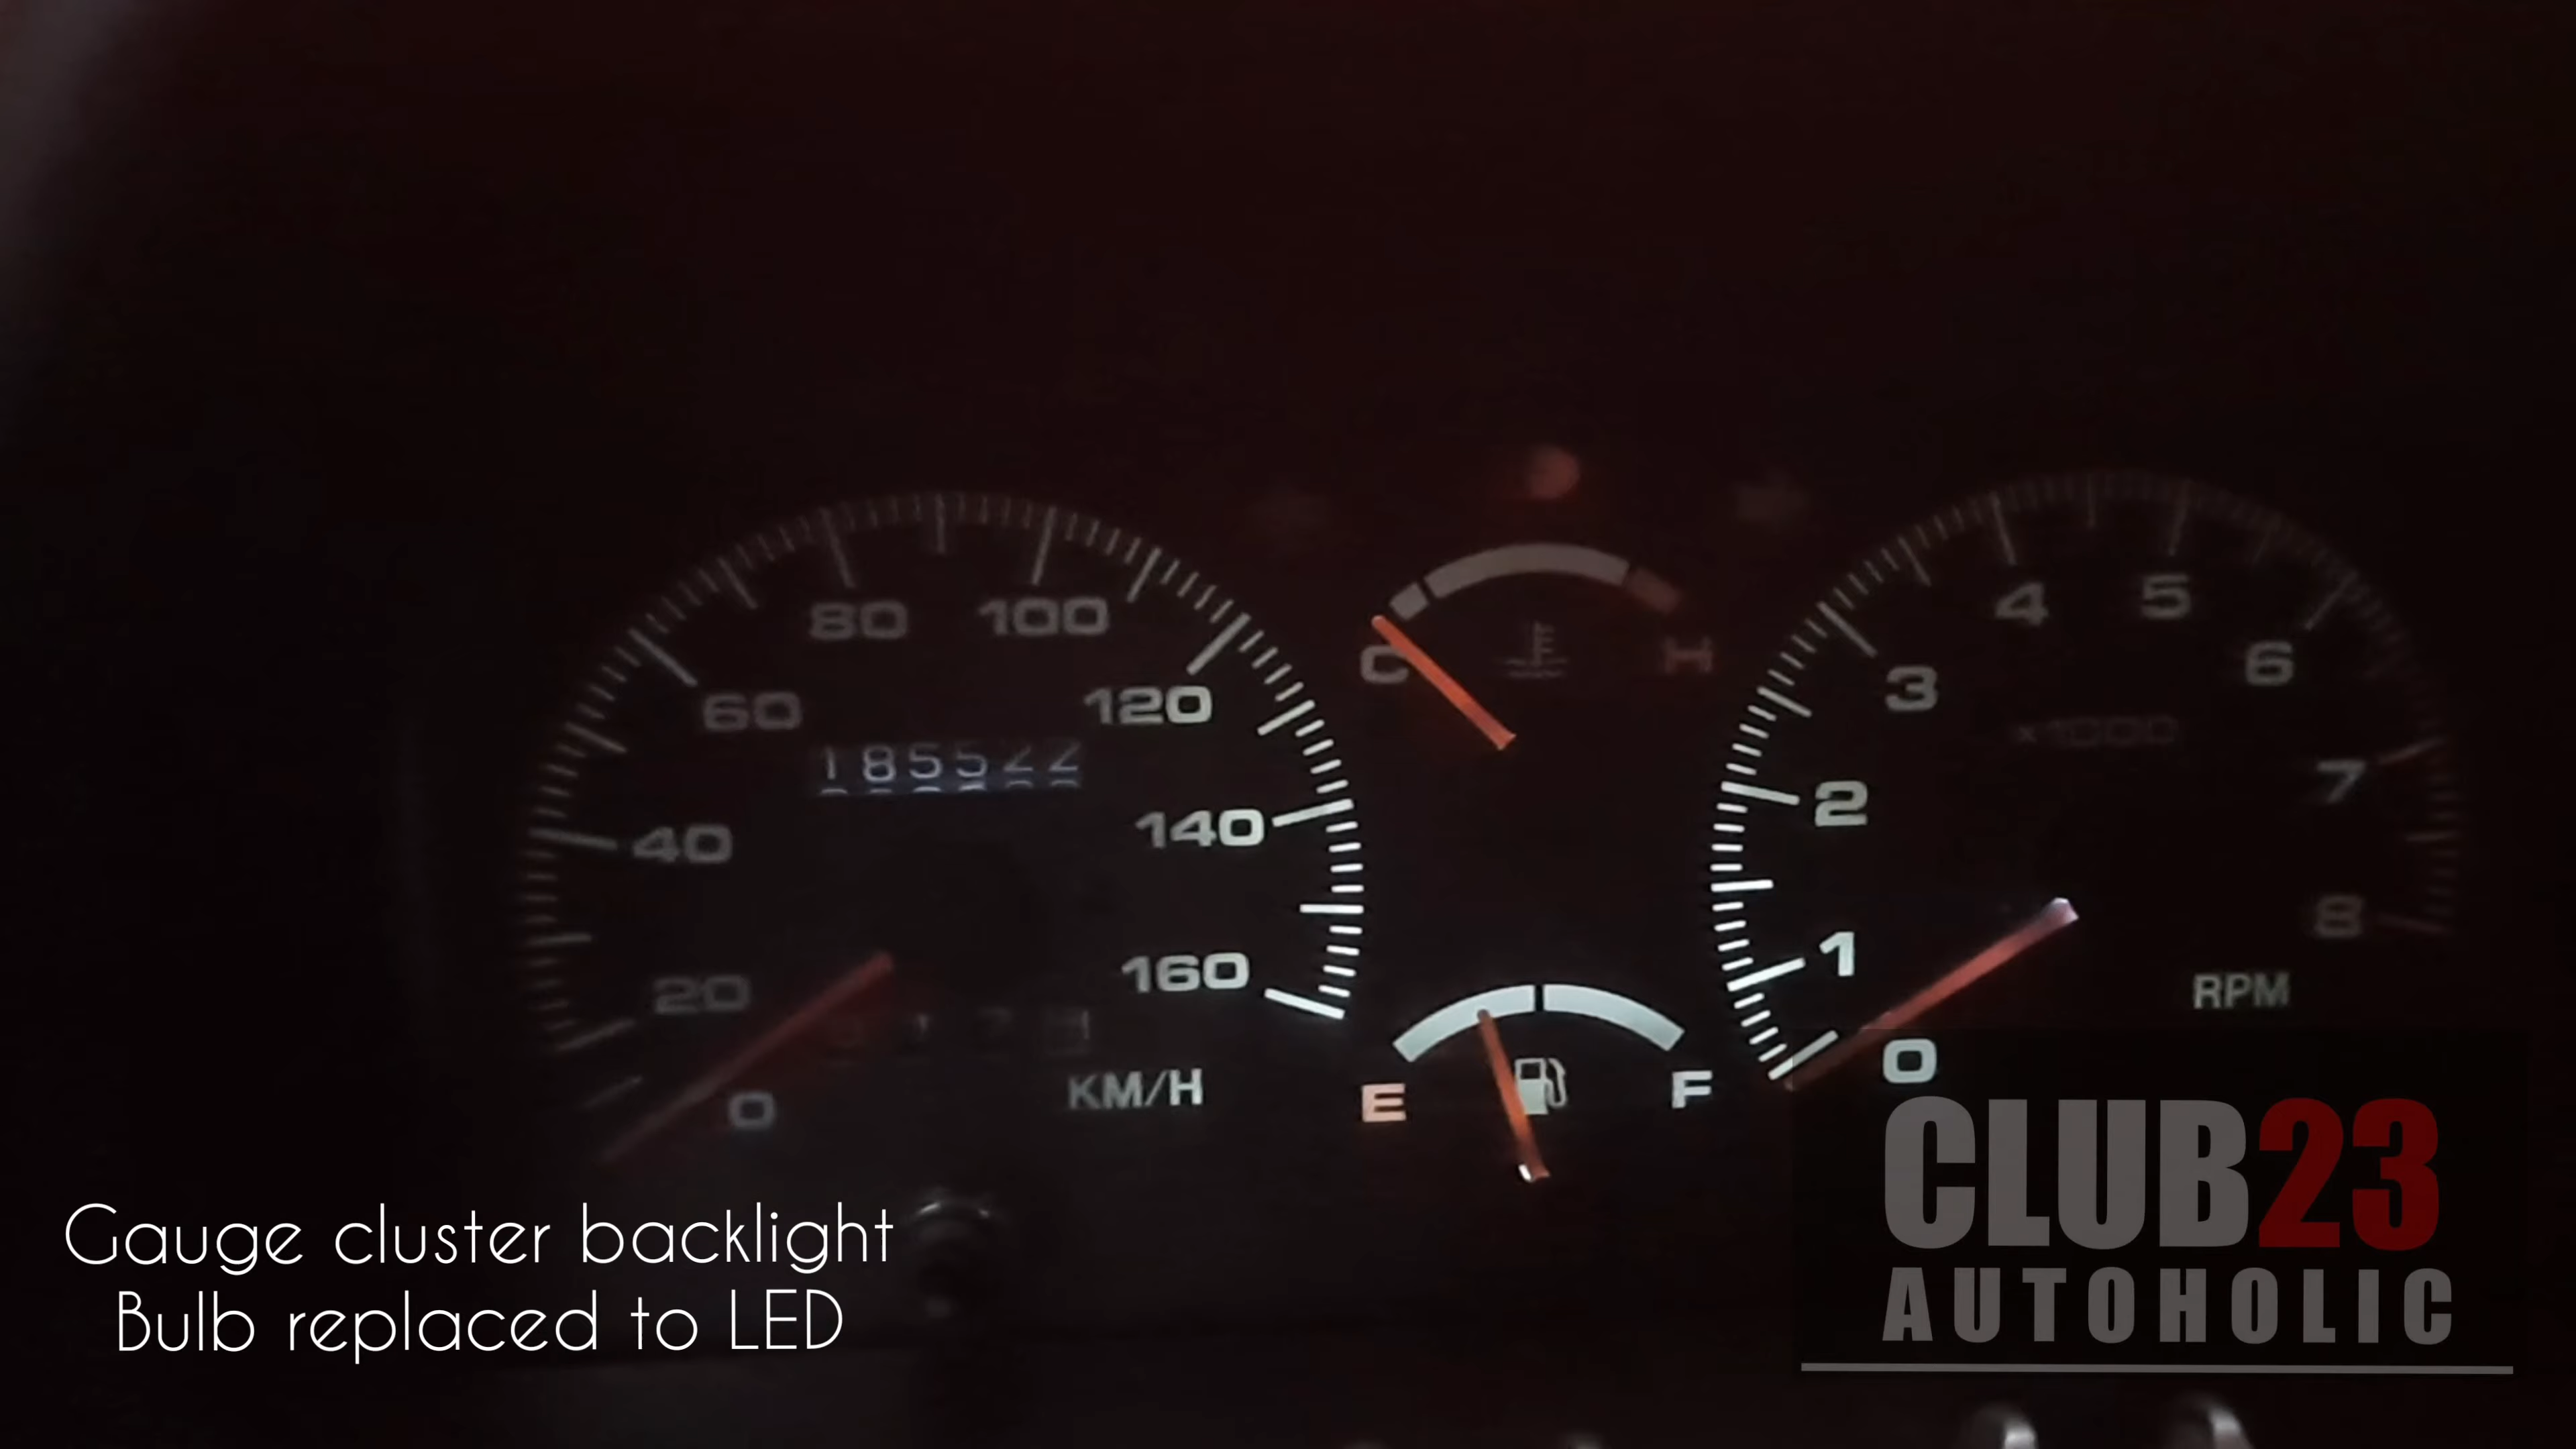 80 100
60 120
185522
40 140
20 160
0
KM/H
C H
E F
4 5
3 6
x1000
2 7
1 8
RPM
0
Gauge cluster backlight
Bulb replaced to LED
CLUB23
AUTOHOLIC